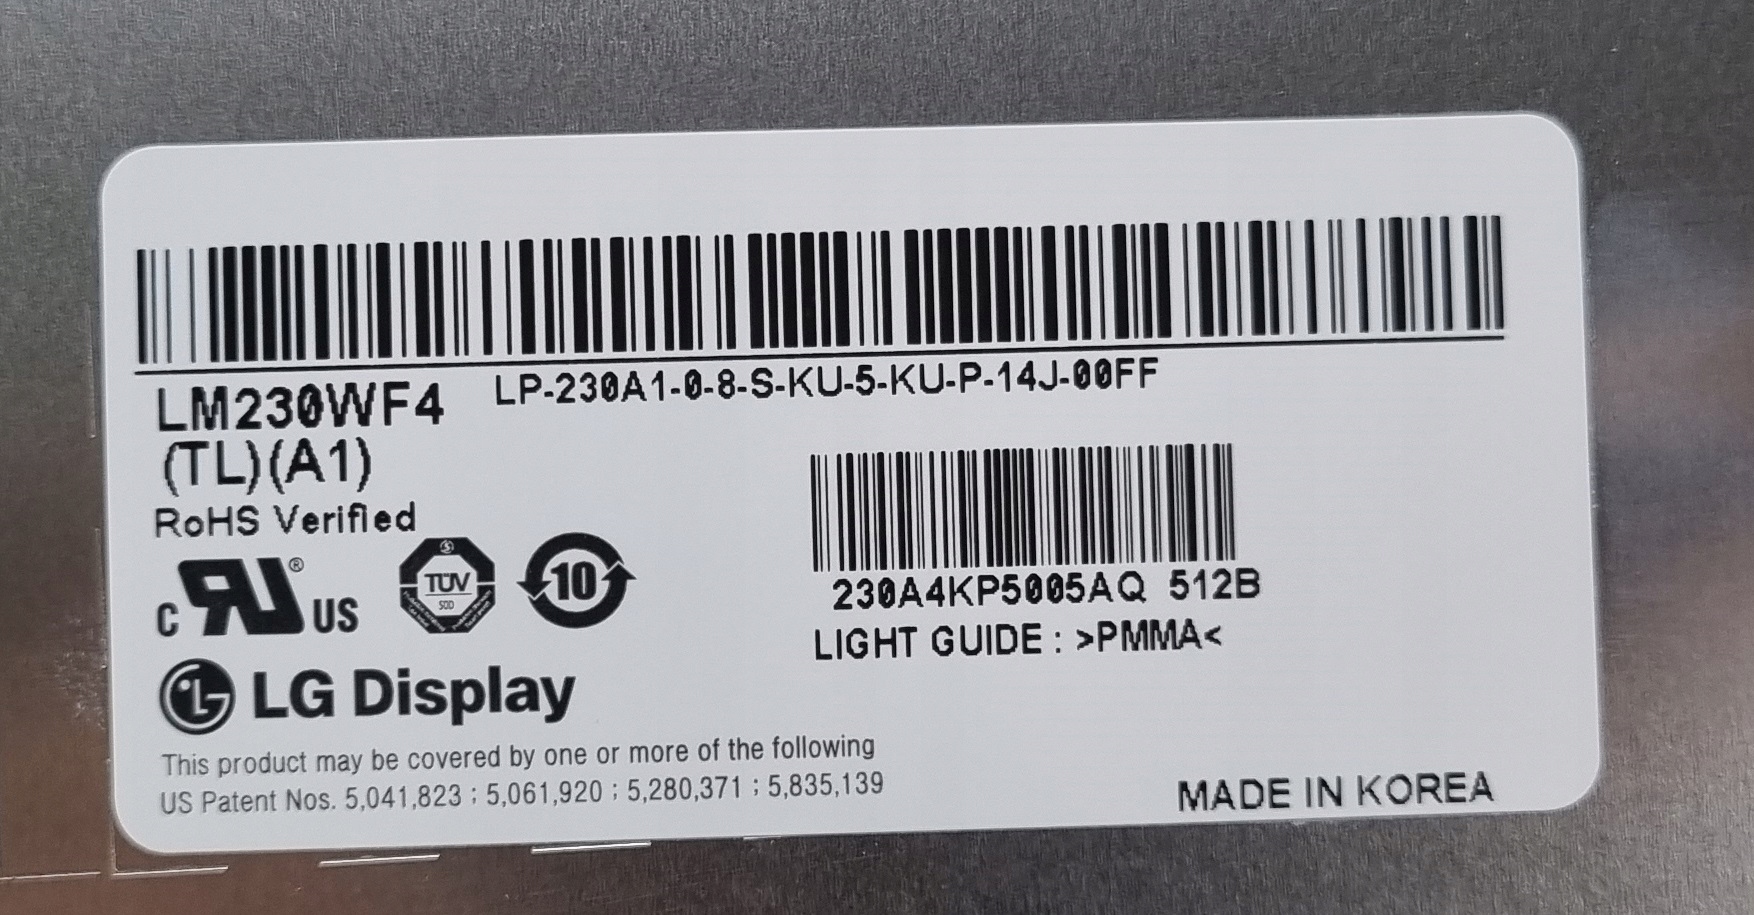 LM230WF4 LP-230A1-0-8-S-KU-5-KU-P-14J-00FF
(TL)(A1)
RoHS Verified
230A4KP5005AQ 512B
LIGHT GUIDE : >PMMA<
C RU ® US TÜV SÜD 10
LG Display
This product may be covered by one or more of the following
US Patent Nos. 5,041,823 ; 5,061,920 ; 5,280,371 ; 5,835,139
MADE IN KOREA